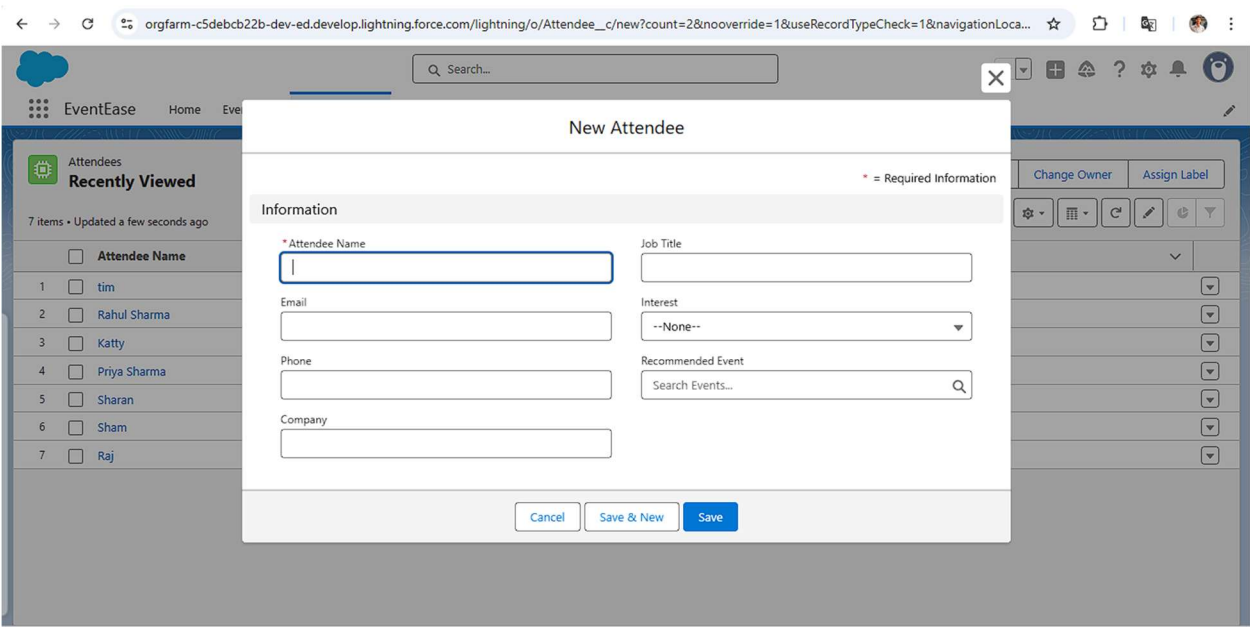 orgfarm-c5debcb22b-dev-ed.develop.lightning.force.com/lightning/o/Attendee__c/new?count=2&nooverride=1&useRecordTypeCheck=1&navigationLoca...
Search...
EventEase Home Eve
New Attendee
Attendees
Recently Viewed
* = Required Information
Change Owner Assign Label
7 items • Updated a few seconds ago
Information
Attendee Name
*Attendee Name Job Title
1 tim
Email Interest
2 Rahul Sharma
--None--
3 Katty
Phone Recommended Event
4 Priya Sharma
Search Events...
5 Sharan
Company
6 Sham
7 Raj
Cancel Save & New Save